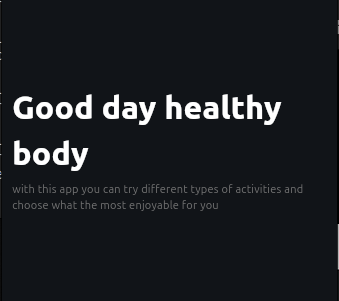 Good day healthy
body
with this app you can try different types of activities and
choose what the most enjoyable for you